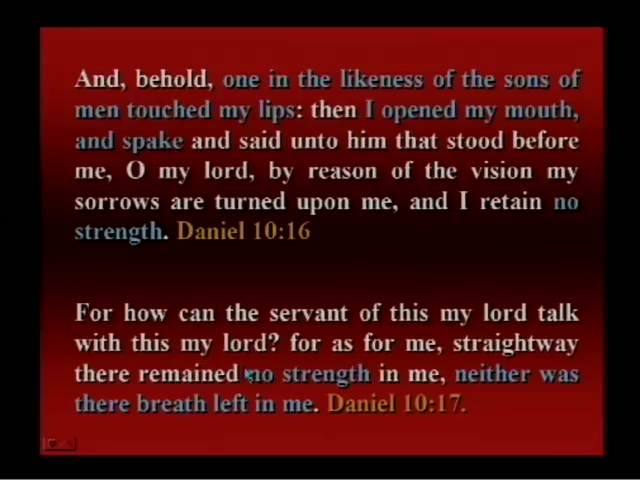 And, behold, one in the likeness of the sons of
men touched my lips: then I opened my mouth,
and spake and said unto him that stood before
me, O my lord, by reason of the vision my
sorrows are turned upon me, and I retain no
strength. Daniel 10:16
For how can the servant of this my lord talk
with this my lord? for as for me, straightway
there remained no strength in me, neither was
there breath left in me. Daniel 10:17.